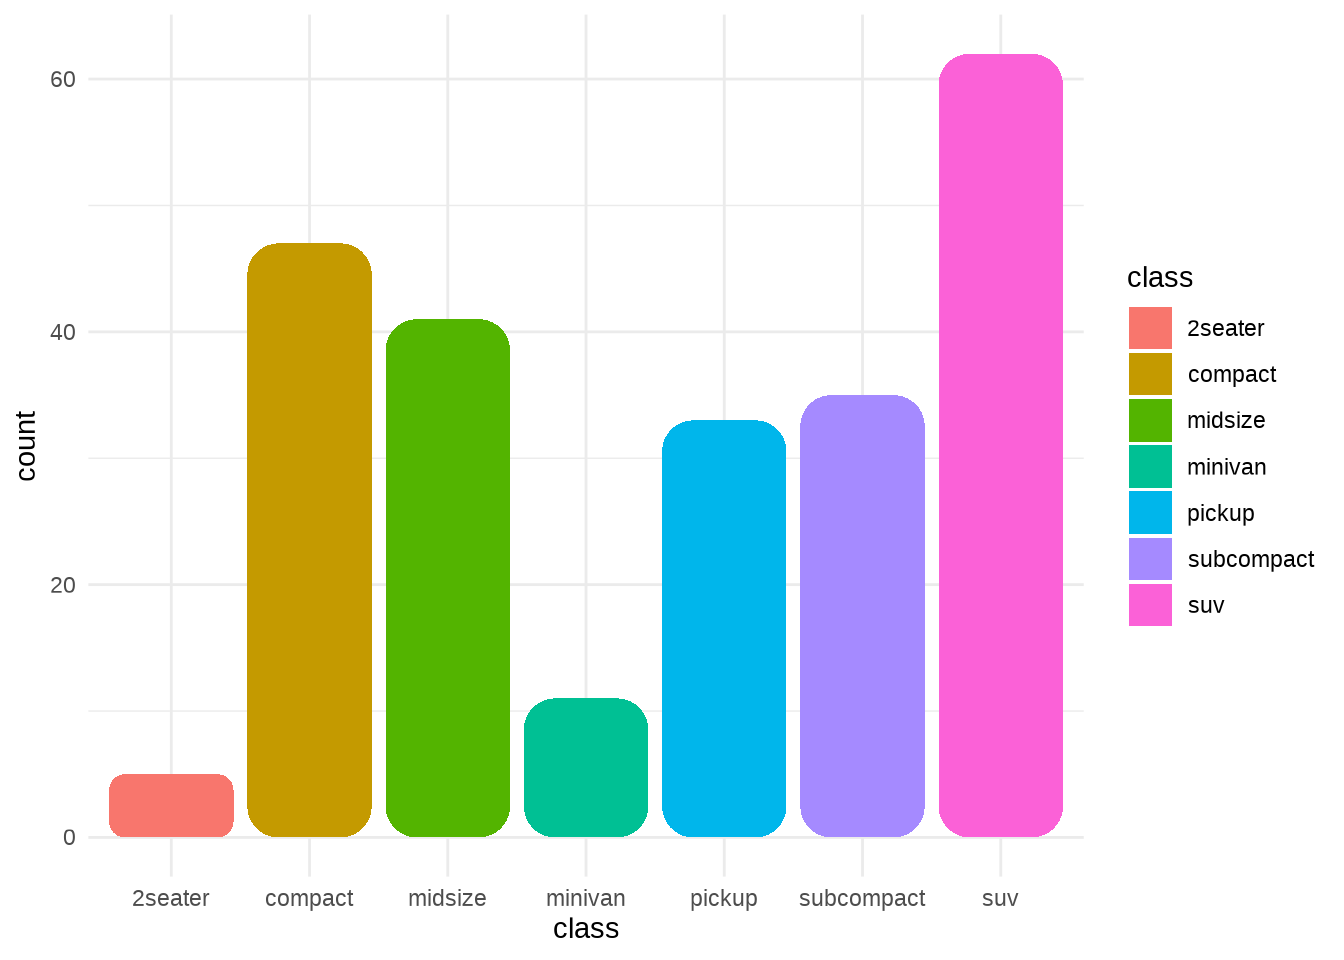 60
40
20
0
count
2seater compact midsize minivan pickup subcompact suv
class
class
2seater
compact
midsize
minivan
pickup
subcompact
suv